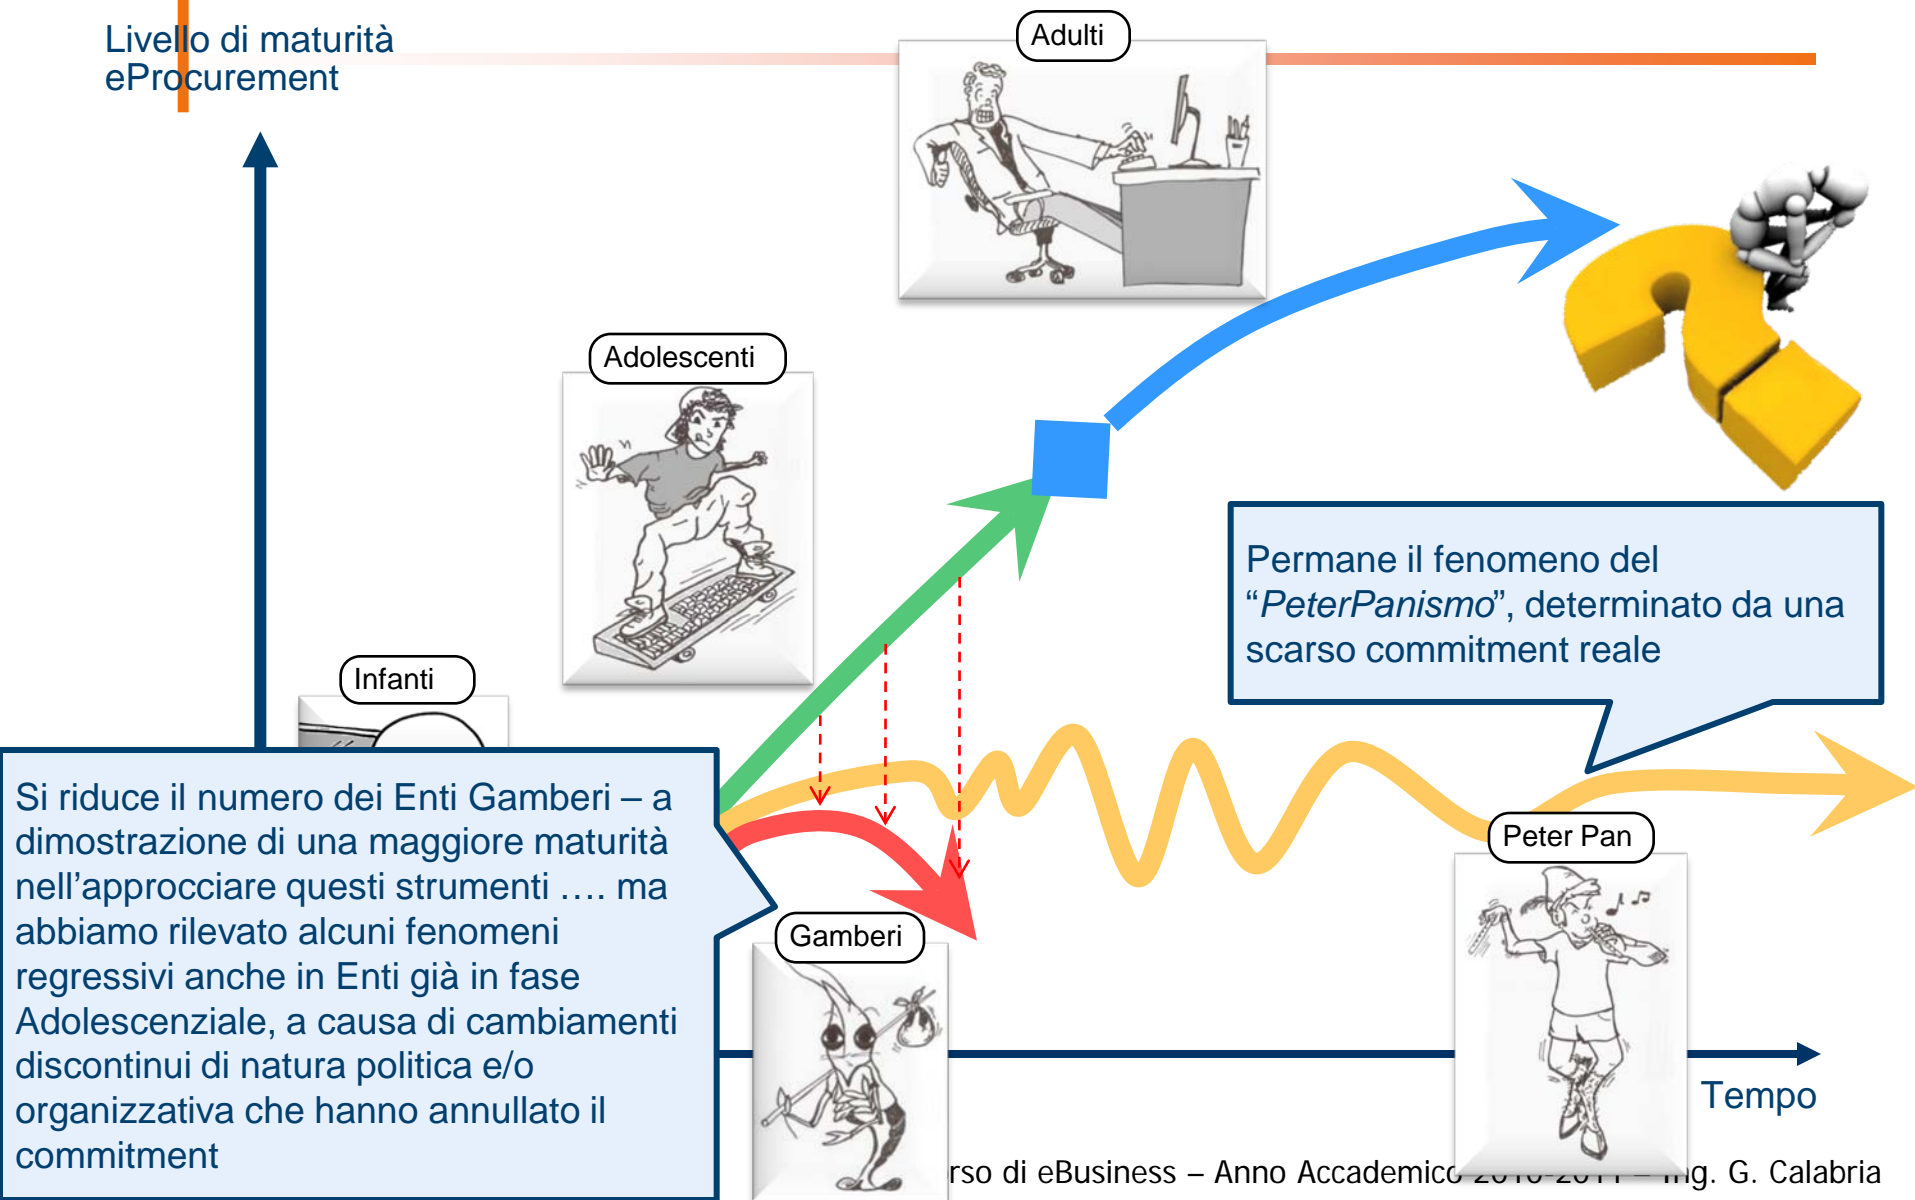 Livello di maturità
eProcurement
Adulti
Adolescenti
Infanti
Permane il fenomeno del
“PeterPanismo”, determinato da una
scarso commitment reale
Si riduce il numero dei Enti Gamberi – a
dimostrazione di una maggiore maturità
nell’approcciare questi strumenti …. ma
abbiamo rilevato alcuni fenomeni
regressivi anche in Enti già in fase
Adolescenziale, a causa di cambiamenti
discontinui di natura politica e/o
organizzativa che hanno annullato il
commitment
Peter Pan
Gamberi
Tempo
rso di eBusiness – Anno Accademico 2010-2011 – Ing. G. Calabria